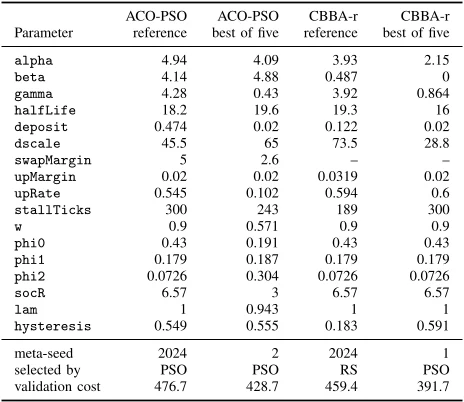 ACO-PSO ACO-PSO CBBA-r CBBA-r
Parameter reference best of five reference best of five
alpha 4.94 4.09 3.93 2.15
beta 4.14 4.88 0.487 0
gamma 4.28 0.43 3.92 0.864
halfLife 18.2 19.6 19.3 16
deposit 0.474 0.02 0.122 0.02
dscale 45.5 65 73.5 28.8
swapMargin 5 2.6 – –
upMargin 0.02 0.02 0.0319 0.02
upRate 0.545 0.102 0.594 0.6
stallTicks 300 243 189 300
w 0.9 0.571 0.9 0.9
phi0 0.43 0.191 0.43 0.43
phi1 0.179 0.187 0.179 0.179
phi2 0.0726 0.304 0.0726 0.0726
socR 6.57 3 6.57 6.57
lam 1 0.943 1 1
hysteresis 0.549 0.555 0.183 0.591
meta-seed 2024 2 2024 1
selected by PSO PSO RS PSO
validation cost 476.7 428.7 459.4 391.7